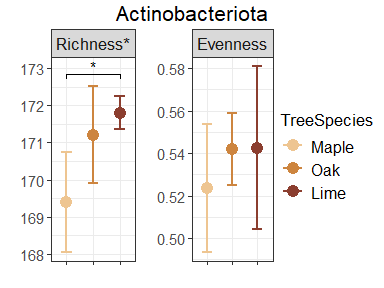 Actinobacteriota
Richness*
Evenness
*
173
172
171
170
169
168
0.58
0.56
0.54
0.52
0.50
TreeSpecies
Maple
Oak
Lime